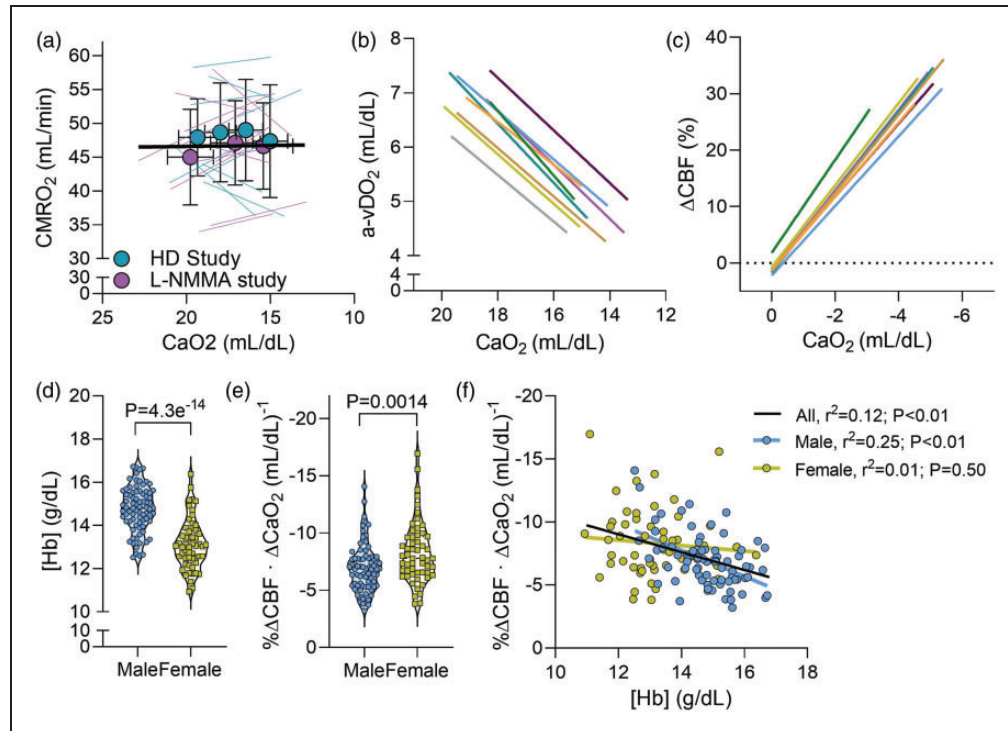 (a)
CMRO₂ (mL/min)
60
55
50
45
40
35
30
30
0
25
20
15
10
CaO2 (mL/dL)
HD Study
L-NMMA study
(b)
a-vDO₂ (mL/dL)
8
7
6
5
4
4
0
20
18
16
14
12
CaO₂ (mL/dL)
(c)
ΔCBF (%)
40
30
20
10
0
-10
0
-2
-4
-6
CaO₂ (mL/dL)
(d)
[Hb] (g/dL)
20
18
16
14
12
10
10
0
P=4.3e⁻¹⁴
MaleFemale
(e)
%ΔCBF · ΔCaO₂ (mL/dL)⁻¹
-20
-15
-10
-5
0
P=0.0014
MaleFemale
(f)
%ΔCBF · ΔCaO₂ (mL/dL)⁻¹
-20
-10
-5
0
10
12
14
16
18
[Hb] (g/dL)
All, r²=0.12; P<0.01
Male, r²=0.25; P<0.01
Female, r²=0.01; P=0.50